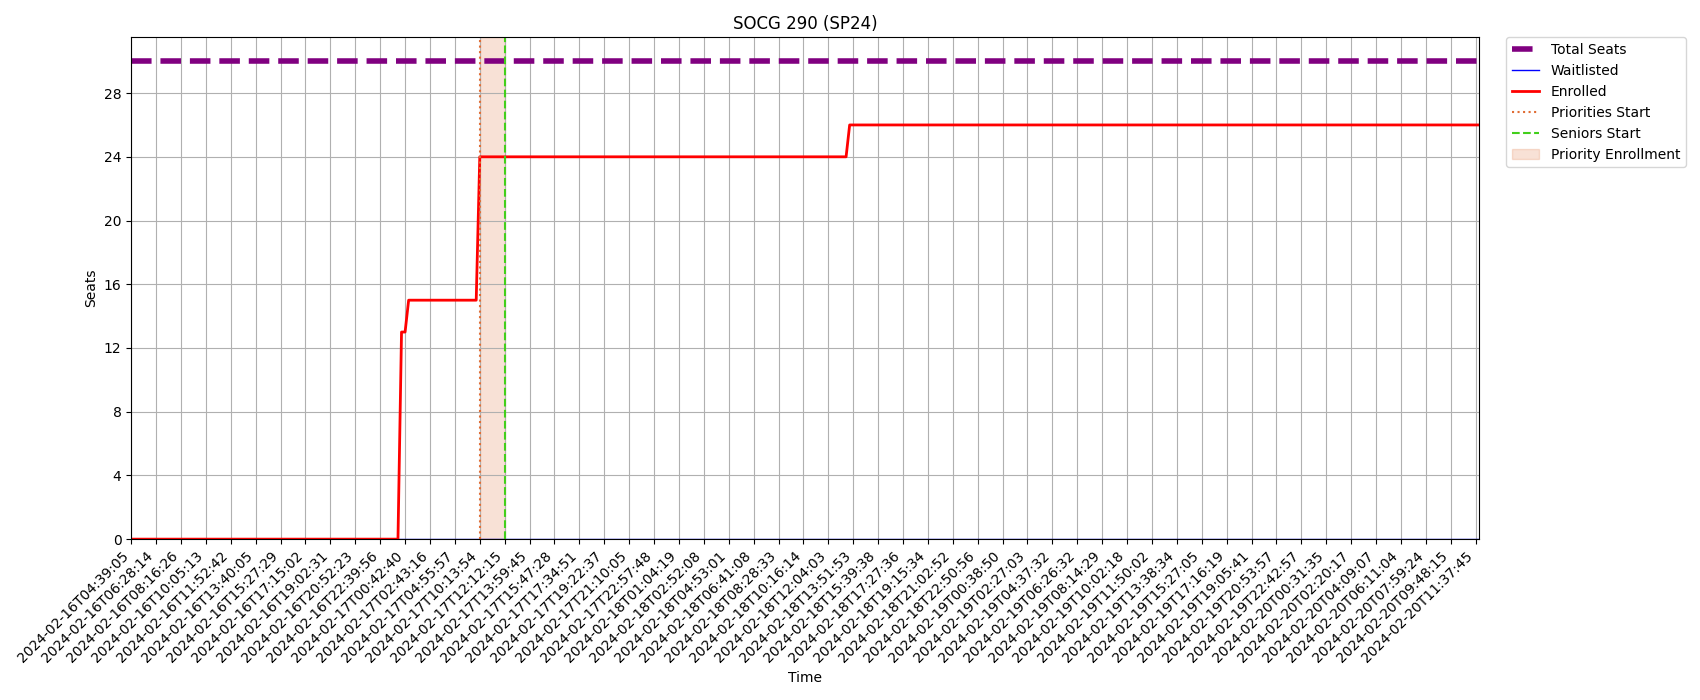 SOCG 290 (SP24)
Total Seats
Waitlisted
Enrolled
Priorities Start
Seniors Start
Priority Enrollment
Seats
28
24
20
16
12
8
4
0
2024-02-16T04:39:05
2024-02-16T06:28:14
2024-02-16T08:16:26
2024-02-16T10:05:13
2024-02-16T11:52:42
2024-02-16T13:40:05
2024-02-16T15:27:29
2024-02-16T17:15:02
2024-02-16T19:02:31
2024-02-16T20:52:23
2024-02-16T22:39:56
2024-02-17T00:42:40
2024-02-17T02:43:16
2024-02-17T04:55:57
2024-02-17T10:13:54
2024-02-17T12:12:15
2024-02-17T13:59:45
2024-02-17T15:47:28
2024-02-17T17:34:51
2024-02-17T19:22:37
2024-02-17T21:10:05
2024-02-17T22:57:48
2024-02-18T01:04:19
2024-02-18T02:52:08
2024-02-18T04:53:01
2024-02-18T06:41:08
2024-02-18T08:28:33
2024-02-18T10:16:14
2024-02-18T12:04:03
2024-02-18T13:51:53
2024-02-18T15:39:38
2024-02-18T17:27:36
2024-02-18T19:15:34
2024-02-18T21:02:52
2024-02-18T22:50:56
2024-02-19T00:38:50
2024-02-19T02:27:03
2024-02-19T04:37:32
2024-02-19T06:26:32
2024-02-19T08:14:29
2024-02-19T10:02:18
2024-02-19T11:50:02
2024-02-19T13:38:34
2024-02-19T15:27:05
2024-02-19T17:16:19
2024-02-19T19:05:41
2024-02-19T20:53:57
2024-02-19T22:42:57
2024-02-20T00:31:35
2024-02-20T02:20:17
2024-02-20T04:09:07
2024-02-20T06:11:04
2024-02-20T07:59:24
2024-02-20T09:48:15
2024-02-20T11:37:45
Time